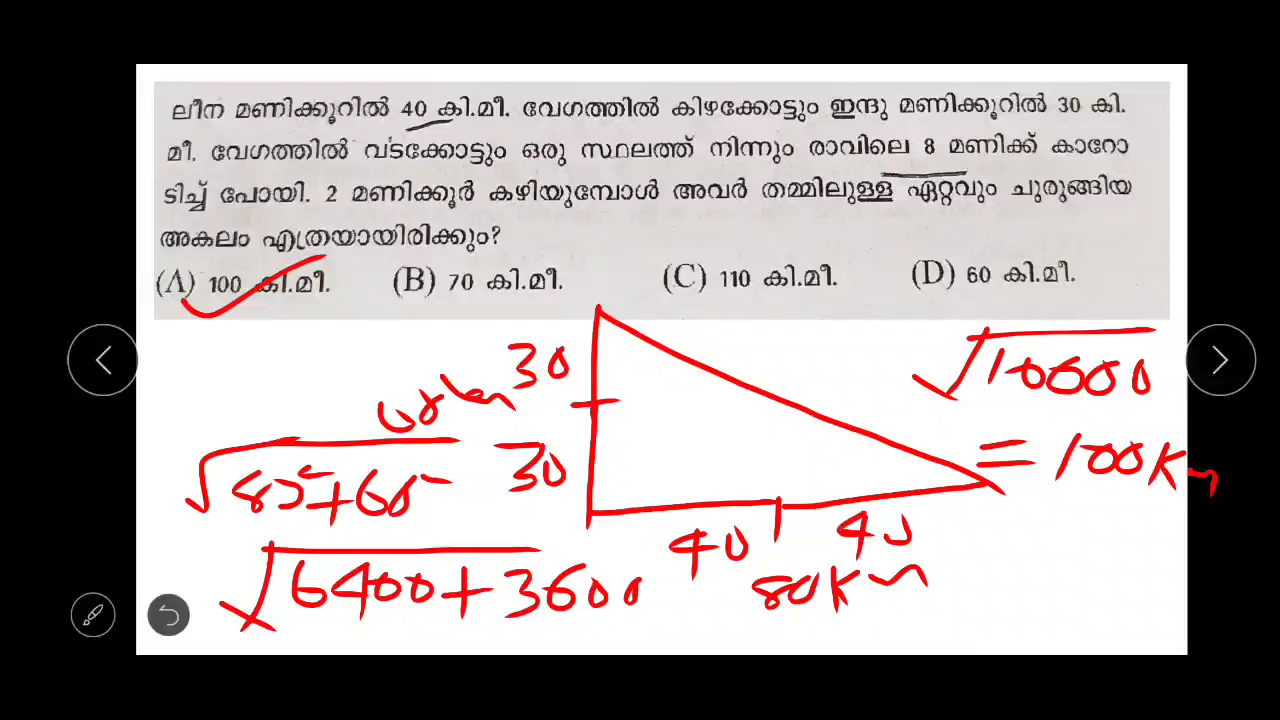 ലീന മണിക്കൂറിൽ 40 കി.മീ. വേഗത്തിൽ കിഴക്കോട്ടും ഇന്ദു മണിക്കൂറിൽ 30 കി.
മീ. വേഗത്തിൽ വടക്കോട്ടും ഒരു സ്ഥലത്ത് നിന്നും രാവിലെ 8 മണിക്ക് കാറോ
ടിച്ച് പോയി. 2 മണിക്കൂർ കഴിയുമ്പോൾ അവർ തമ്മിലുള്ള ഏറ്റവും ചുരുങ്ങിയ
അകലം എത്രയായിരിക്കും?
(A) 100 കി.മീ. (B) 70 കി.മീ. (C) 110 കി.മീ. (D) 60 കി.മീ.
30
√10000
= 100Km
30
√80²+60²
40 40
√6400+3600
80Km